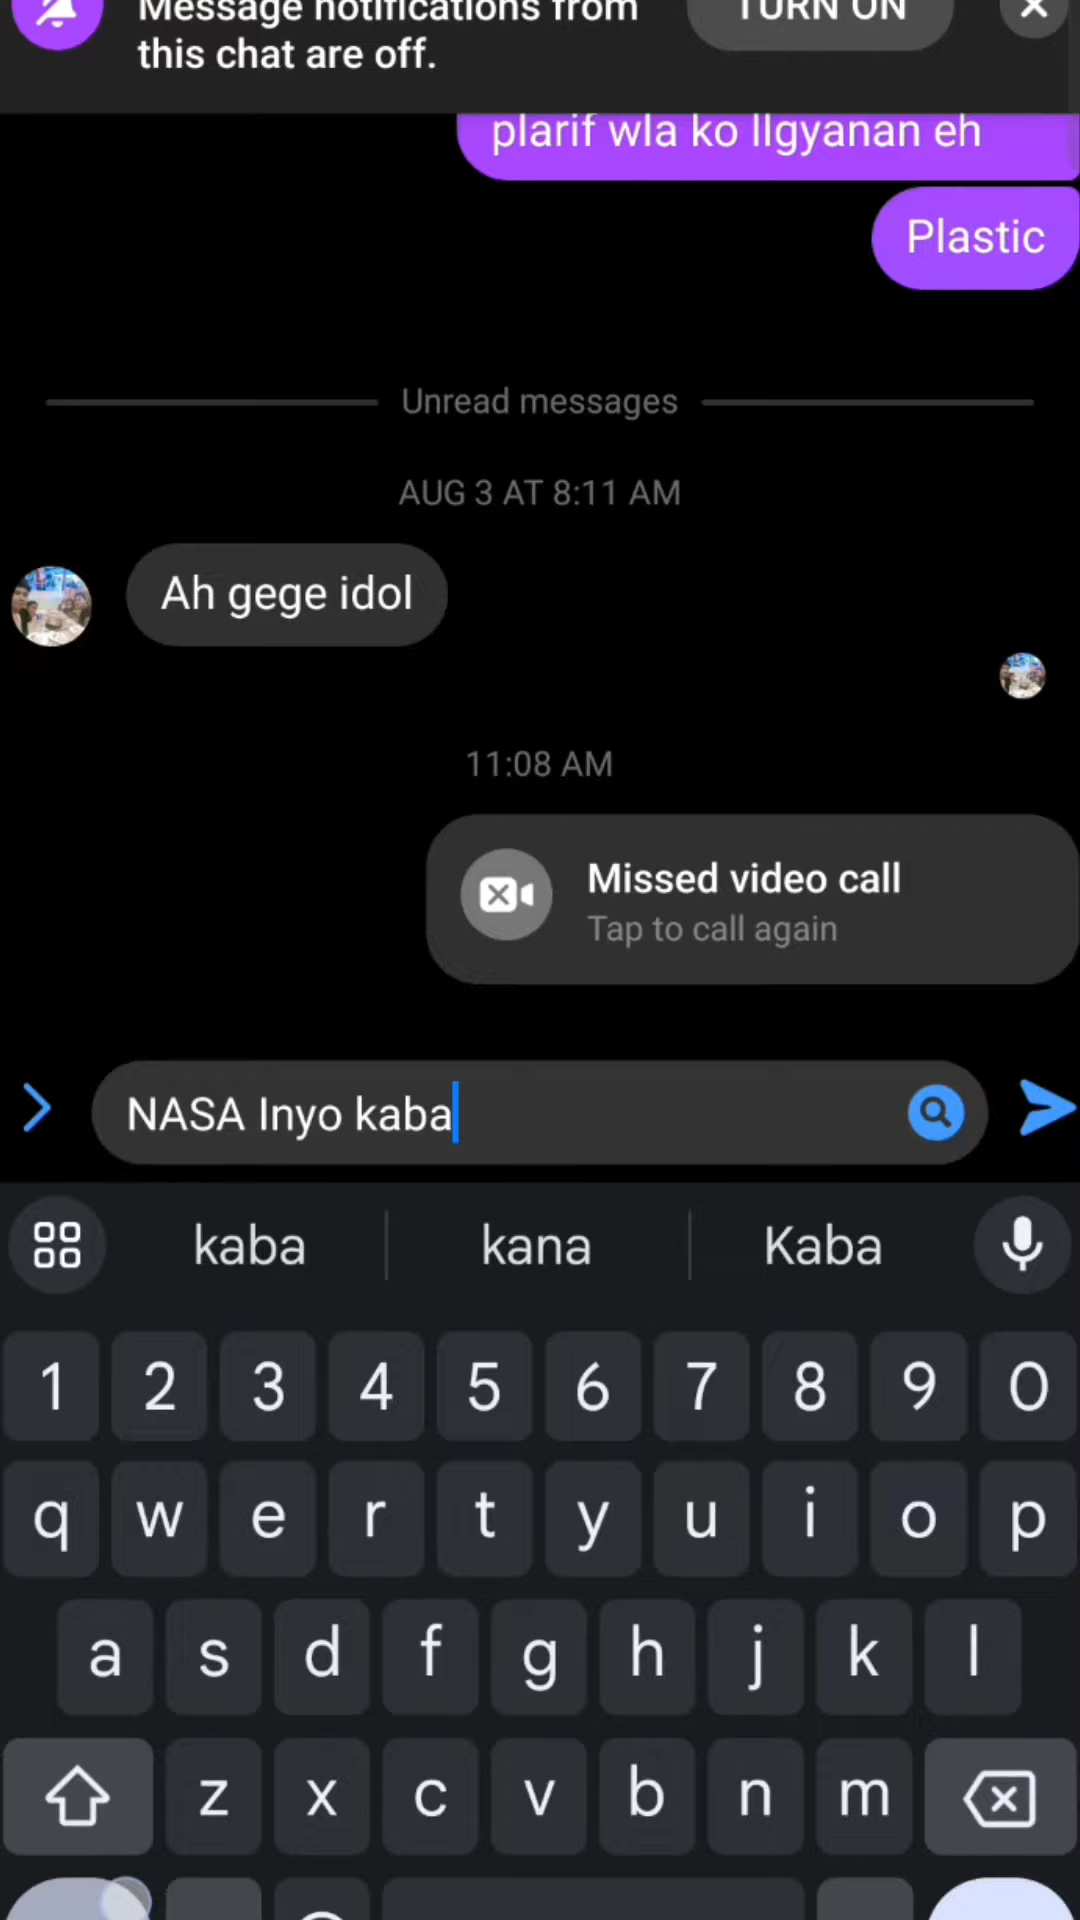 Message notifications from
this chat are off.
TURN ON
plarif wla ko llgyanan eh
Plastic
Unread messages
AUG 3 AT 8:11 AM
Ah gege idol
11:08 AM
Missed video call
Tap to call again
NASA Inyo kaba
kaba kana Kaba
1 2 3 4 5 6 7 8 9 0
q w e r t y u i o p
a s d f g h j k l
z x c v b n m